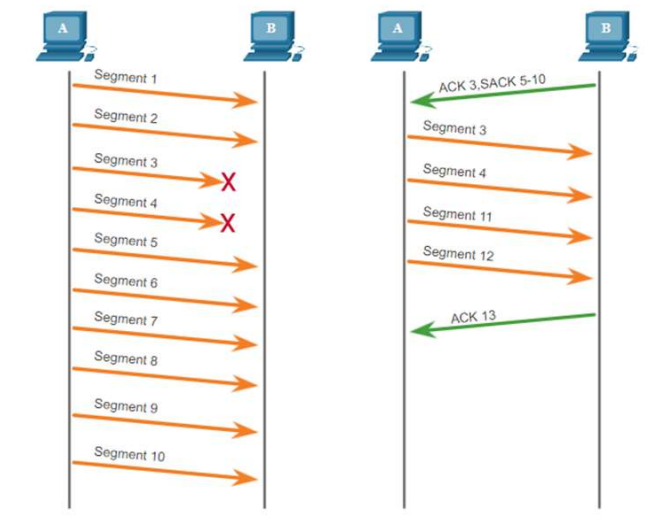 A
B
Segment 1
Segment 2
Segment 3
X
Segment 4
X
Segment 5
Segment 6
Segment 7
Segment 8
Segment 9
Segment 10
A
B
ACK 3,SACK 5-10
Segment 3
Segment 4
Segment 11
Segment 12
ACK 13